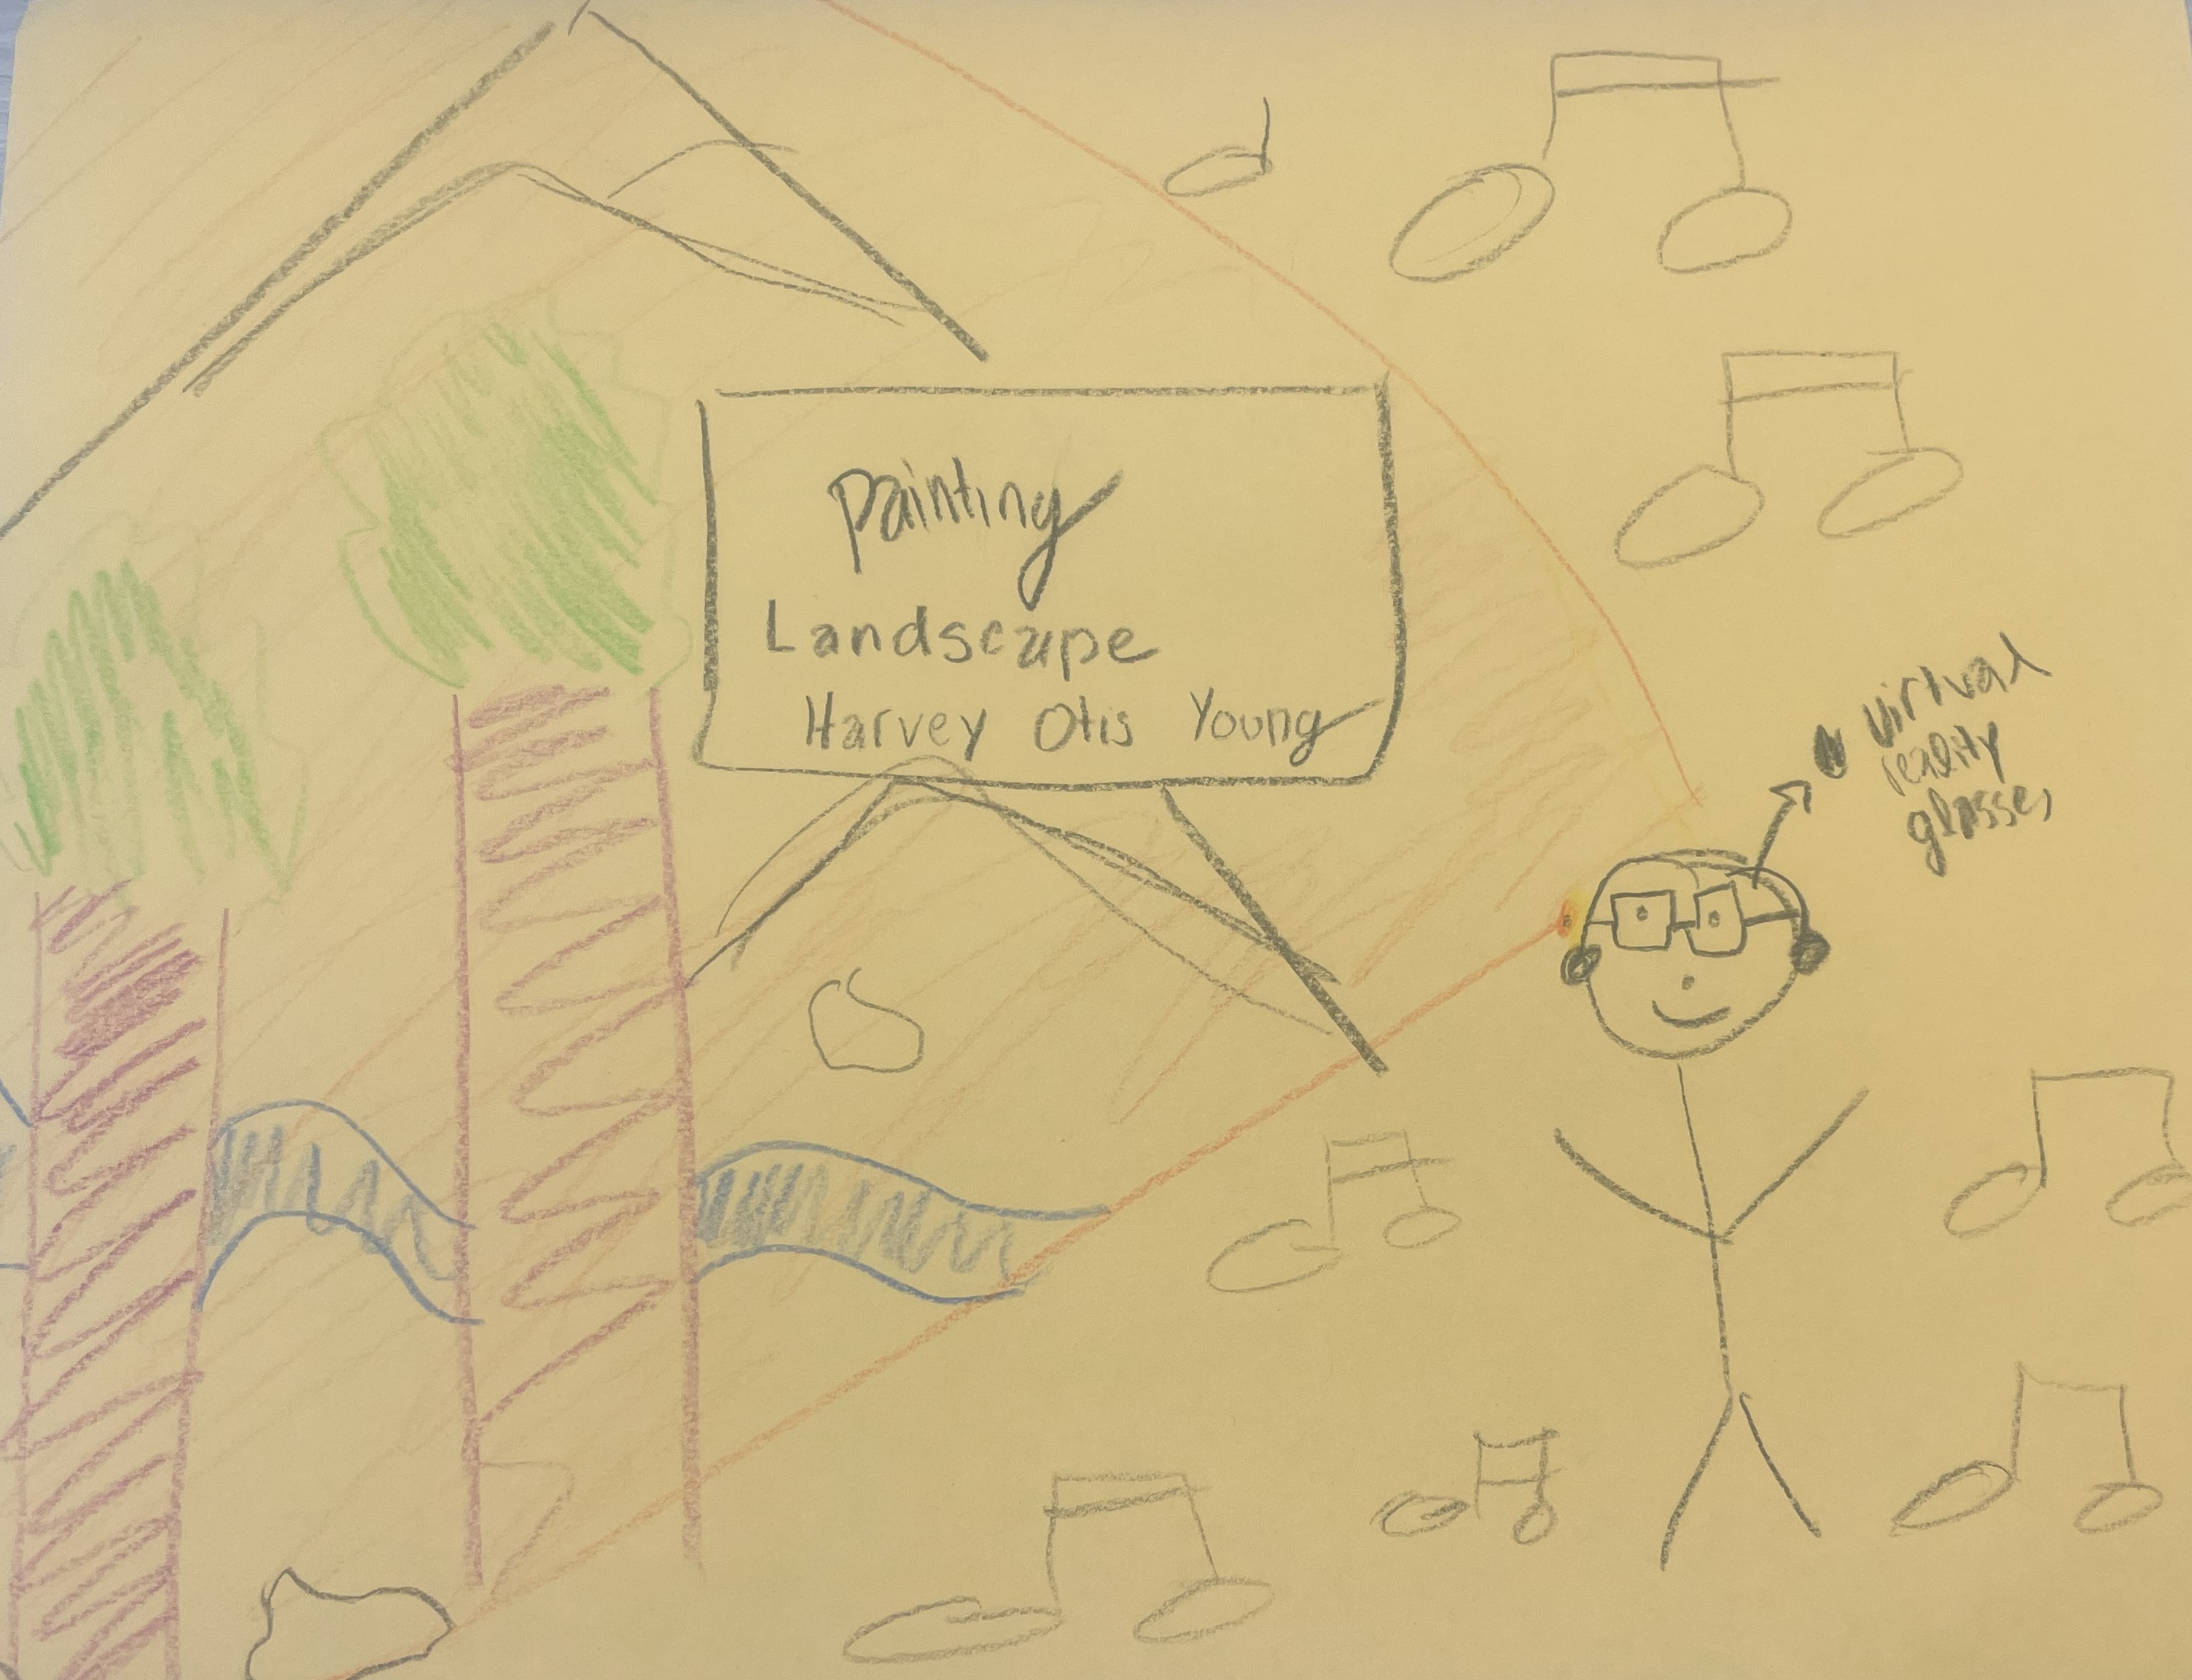 painting
Landscape
Harvey Otis Young
virtual
reality
glasses